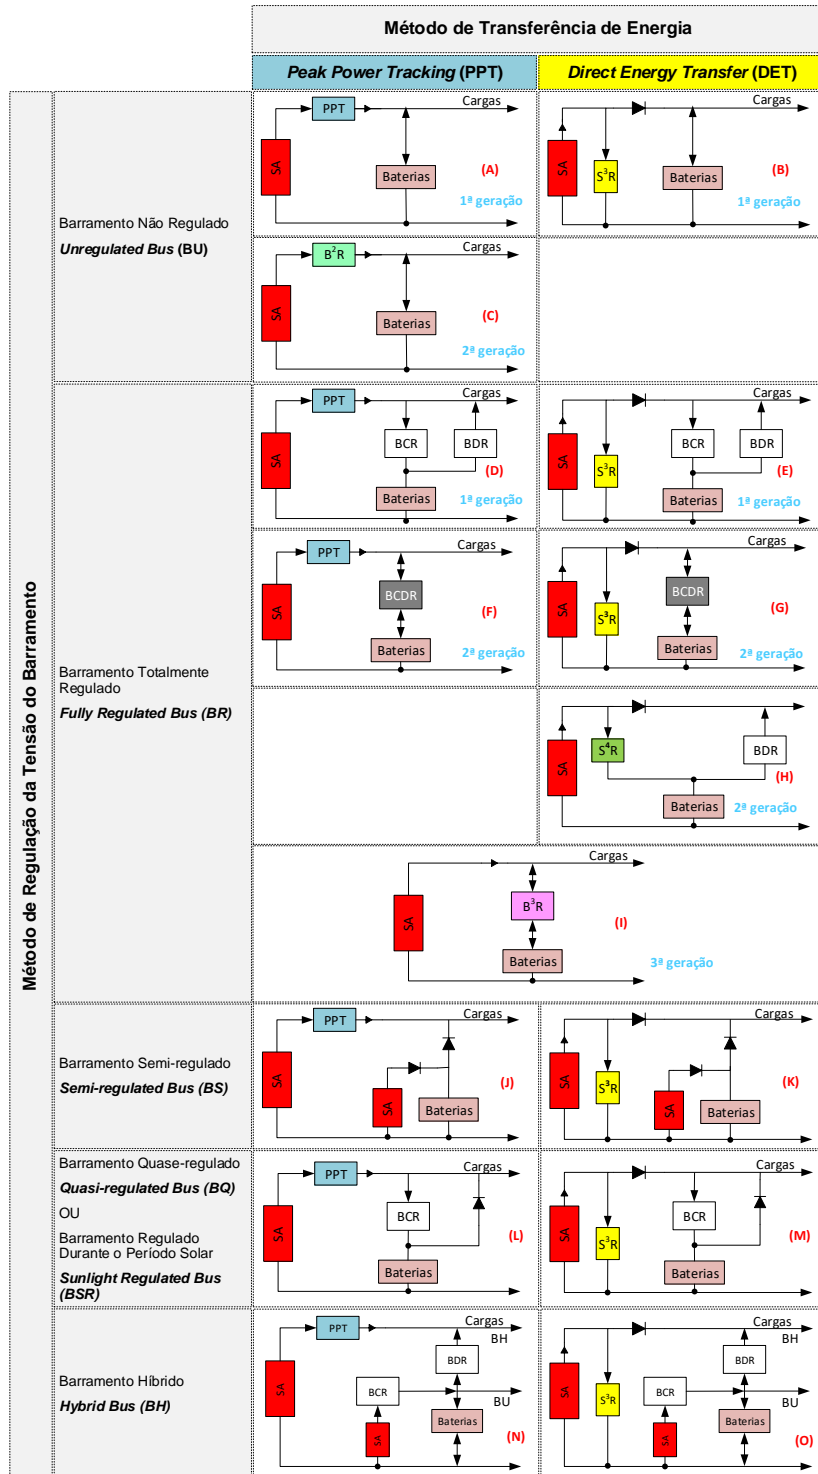 Método de Transferência de Energia
Peak Power Tracking (PPT)
Direct Energy Transfer (DET)
Método de Regulação da Tensão do Barramento
Barramento Não Regulado
Unregulated Bus (BU)
PPT
Cargas
SA
Baterias
(A)
1ª geração
Cargas
SA
S³R
Baterias
(B)
1ª geração
B²R
Cargas
SA
Baterias
(C)
2ª geração
Barramento Totalmente
Regulado
Fully Regulated Bus (BR)
PPT
Cargas
SA
BCR
BDR
(D)
Baterias
1ª geração
Cargas
SA
S³R
BCR
BDR
(E)
Baterias
1ª geração
PPT
Cargas
SA
BCDR
(F)
Baterias
2ª geração
Cargas
SA
S³R
BCDR
(G)
Baterias
2ª geração
SA
S⁴R
BDR
(H)
Baterias
2ª geração
Cargas
SA
B³R
(I)
Baterias
3ª geração
Barramento Semi-regulado
Semi-regulated Bus (BS)
PPT
Cargas
SA
SA
(J)
Baterias
Cargas
SA
S³R
SA
(K)
Baterias
Barramento Quase-regulado
Quasi-regulated Bus (BQ)
OU
Barramento Regulado
Durante o Período Solar
Sunlight Regulated Bus
(BSR)
PPT
Cargas
SA
BCR
(L)
Baterias
Cargas
SA
S³R
BCR
(M)
Baterias
Barramento Híbrido
Hybrid Bus (BH)
PPT
Cargas
BH
SA
BDR
BCR
BU
SA
Baterias
(N)
Cargas
BH
SA
S³R
BDR
BCR
BU
SA
Baterias
(O)